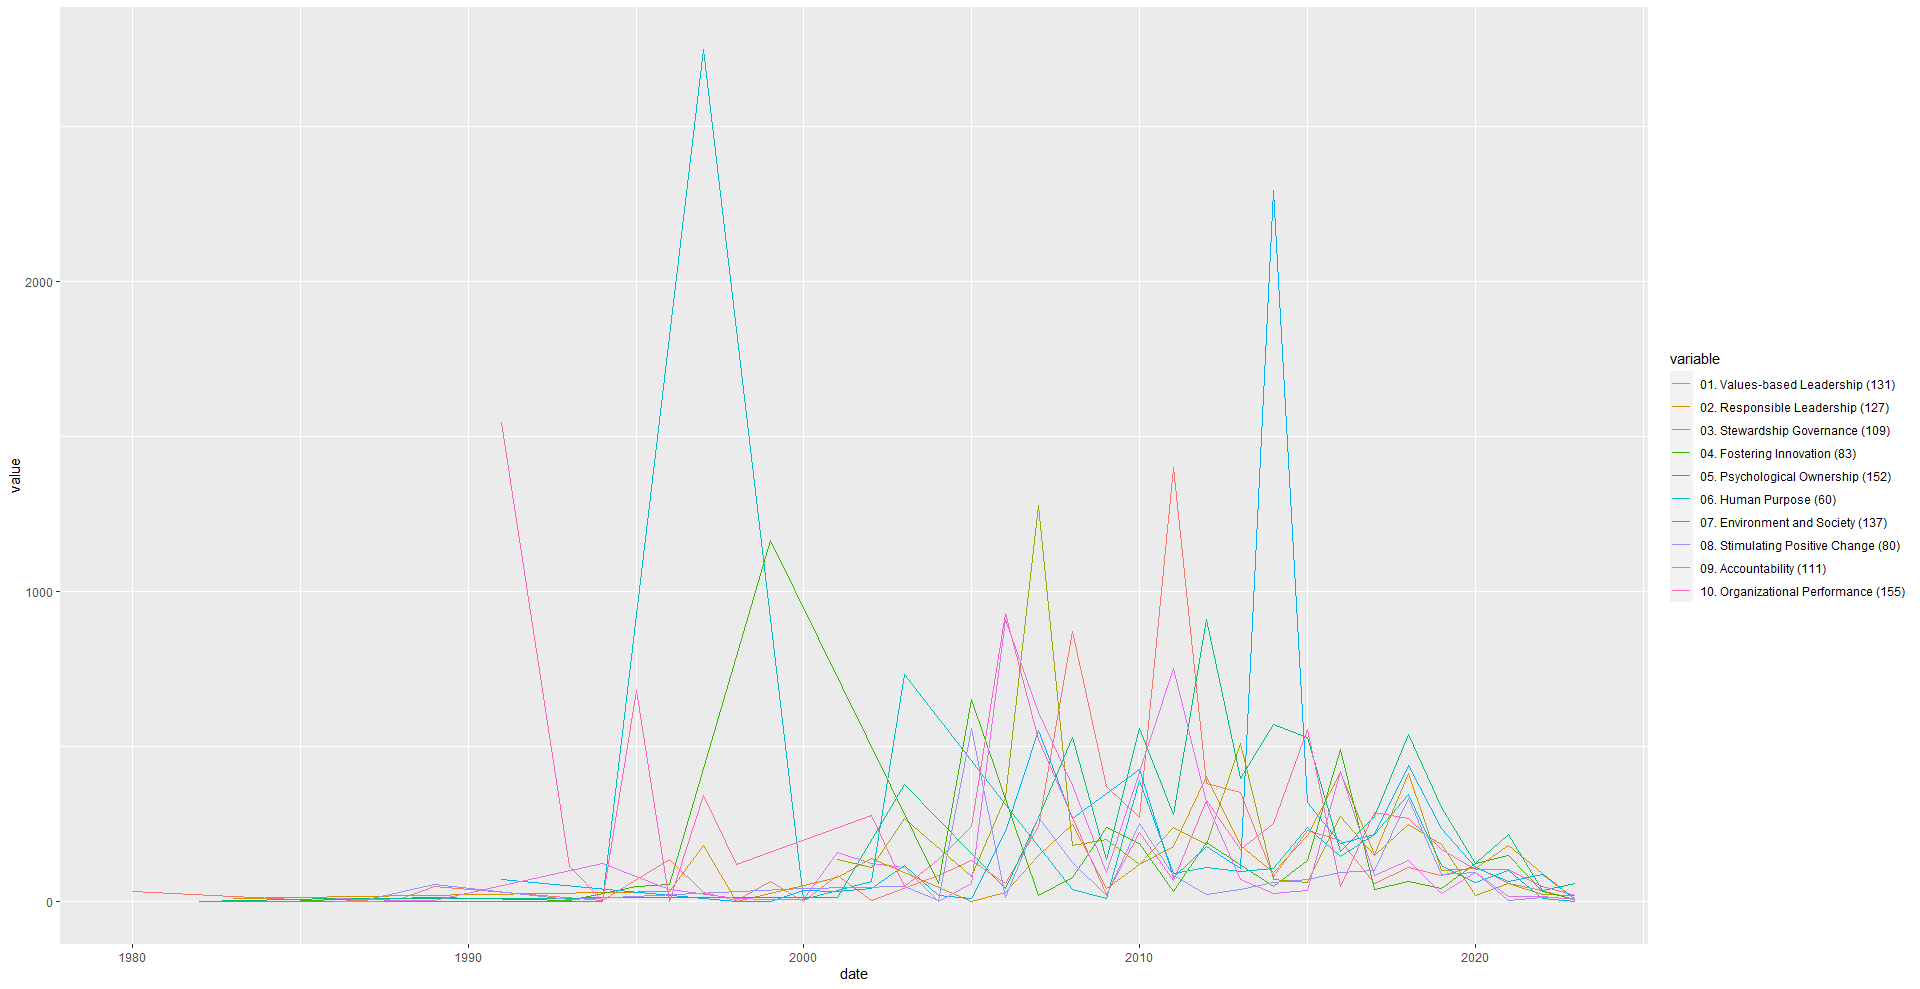 2000
1000
0
value
1980
1990
2000
2010
2020
date
variable
01. Values-based Leadership (131)
02. Responsible Leadership (127)
03. Stewardship Governance (109)
04. Fostering Innovation (83)
05. Psychological Ownership (152)
06. Human Purpose (60)
07. Environment and Society (137)
08. Stimulating Positive Change (80)
09. Accountability (111)
10. Organizational Performance (155)